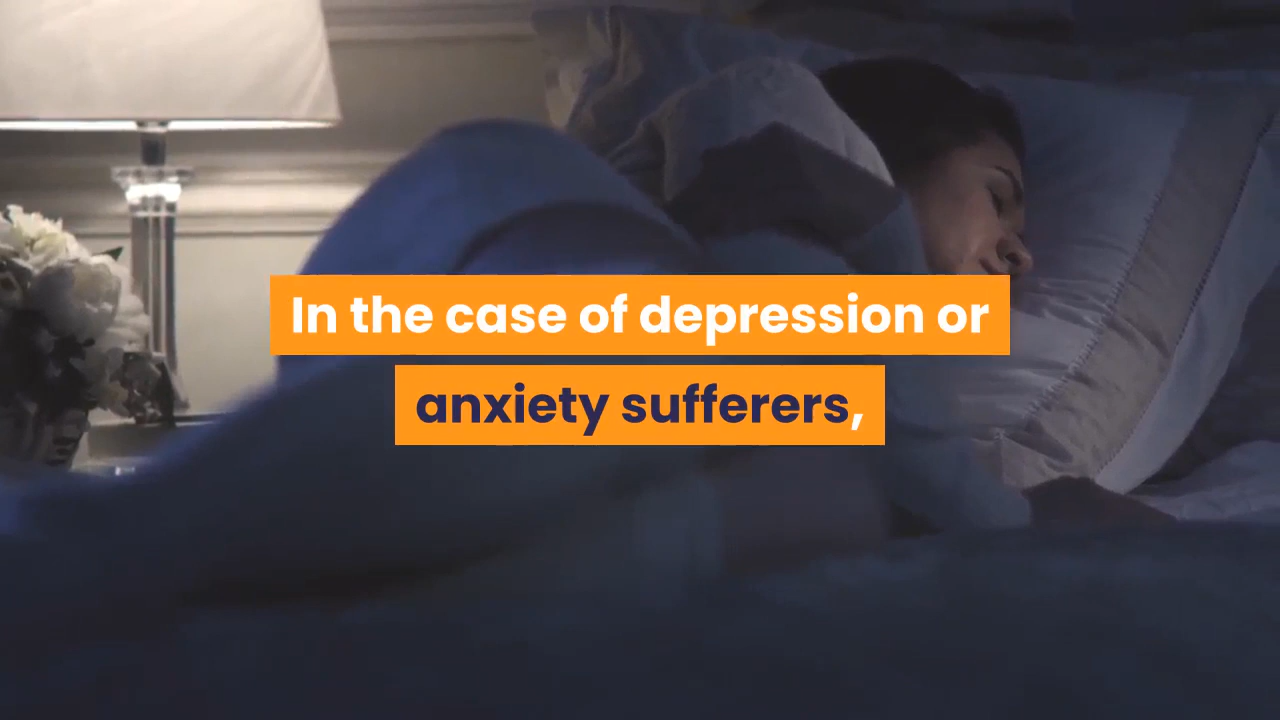 In the case of depression or
anxiety sufferers,